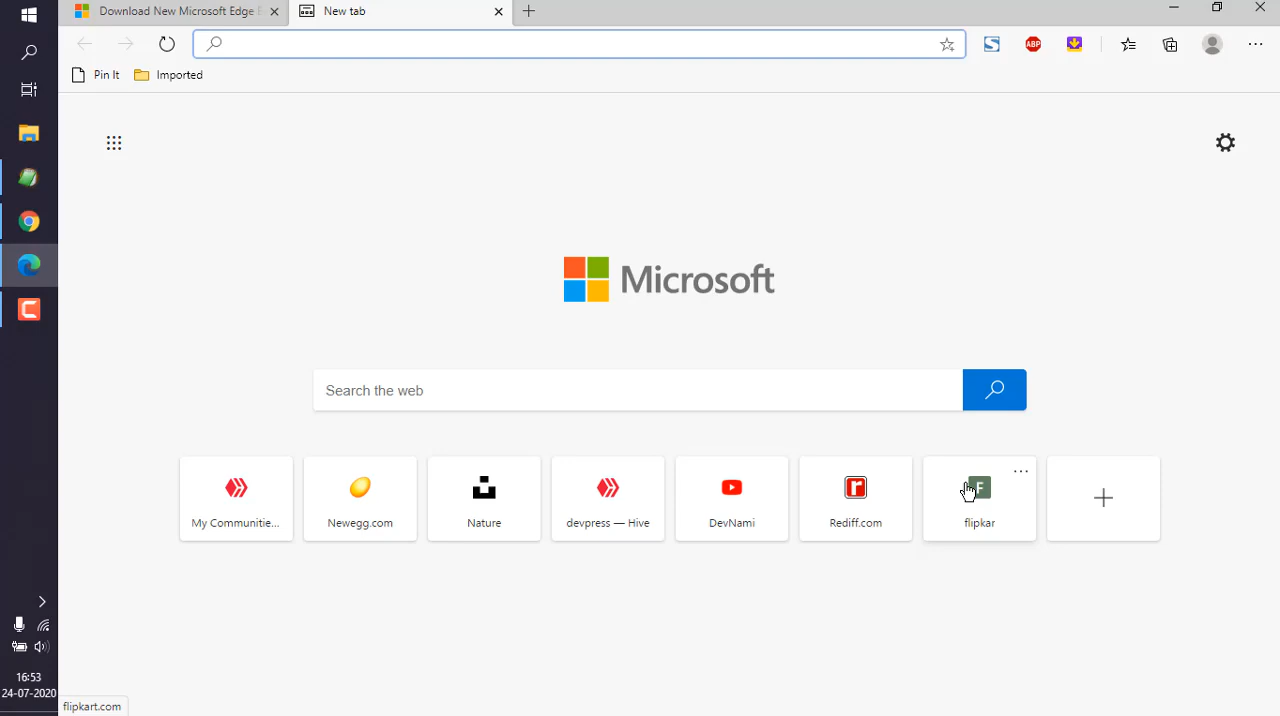 Download New Microsoft Edge
New tab
ABP
Pin It
Imported
Microsoft
Search the web
My Communitie...
Newegg.com
Nature
devpress — Hive
DevNami
r
Rediff.com
F
flipkar
16:53
24-07-2020
flipkart.com